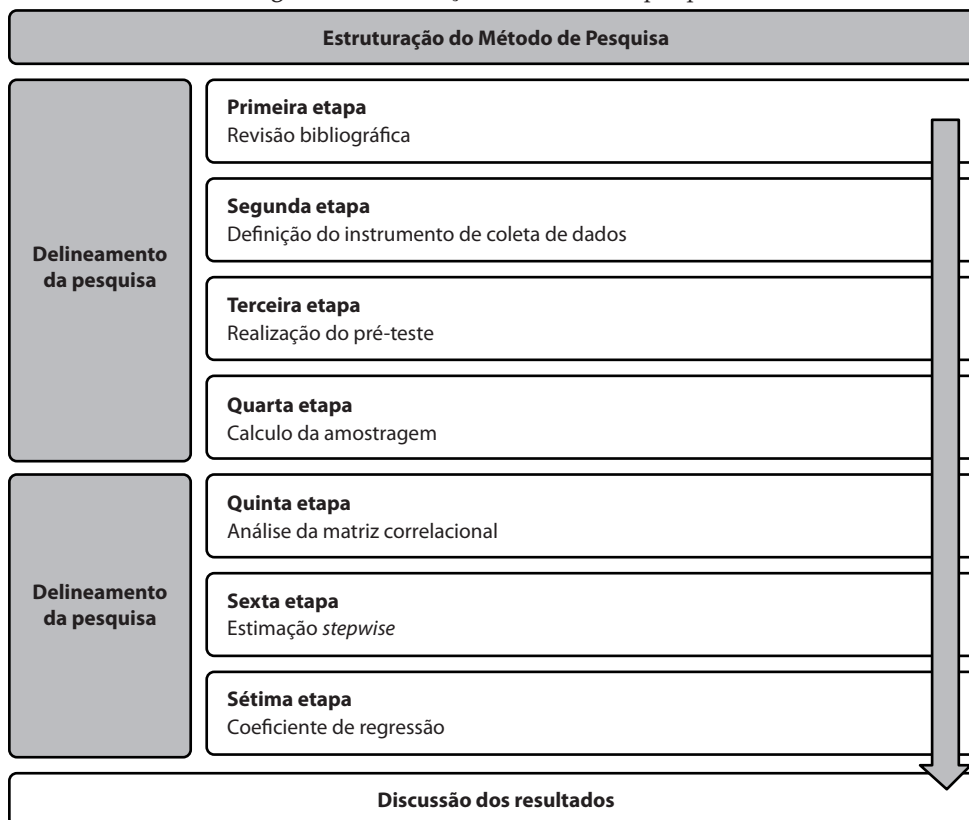 Estruturação do Método de Pesquisa
Delineamento
da pesquisa
Primeira etapa
Revisão bibliográfica
Segunda etapa
Definição do instrumento de coleta de dados
Terceira etapa
Realização do pré-teste
Quarta etapa
Calculo da amostragem
Delineamento
da pesquisa
Quinta etapa
Análise da matriz correlacional
Sexta etapa
Estimação stepwise
Sétima etapa
Coeficiente de regressão
Discussão dos resultados